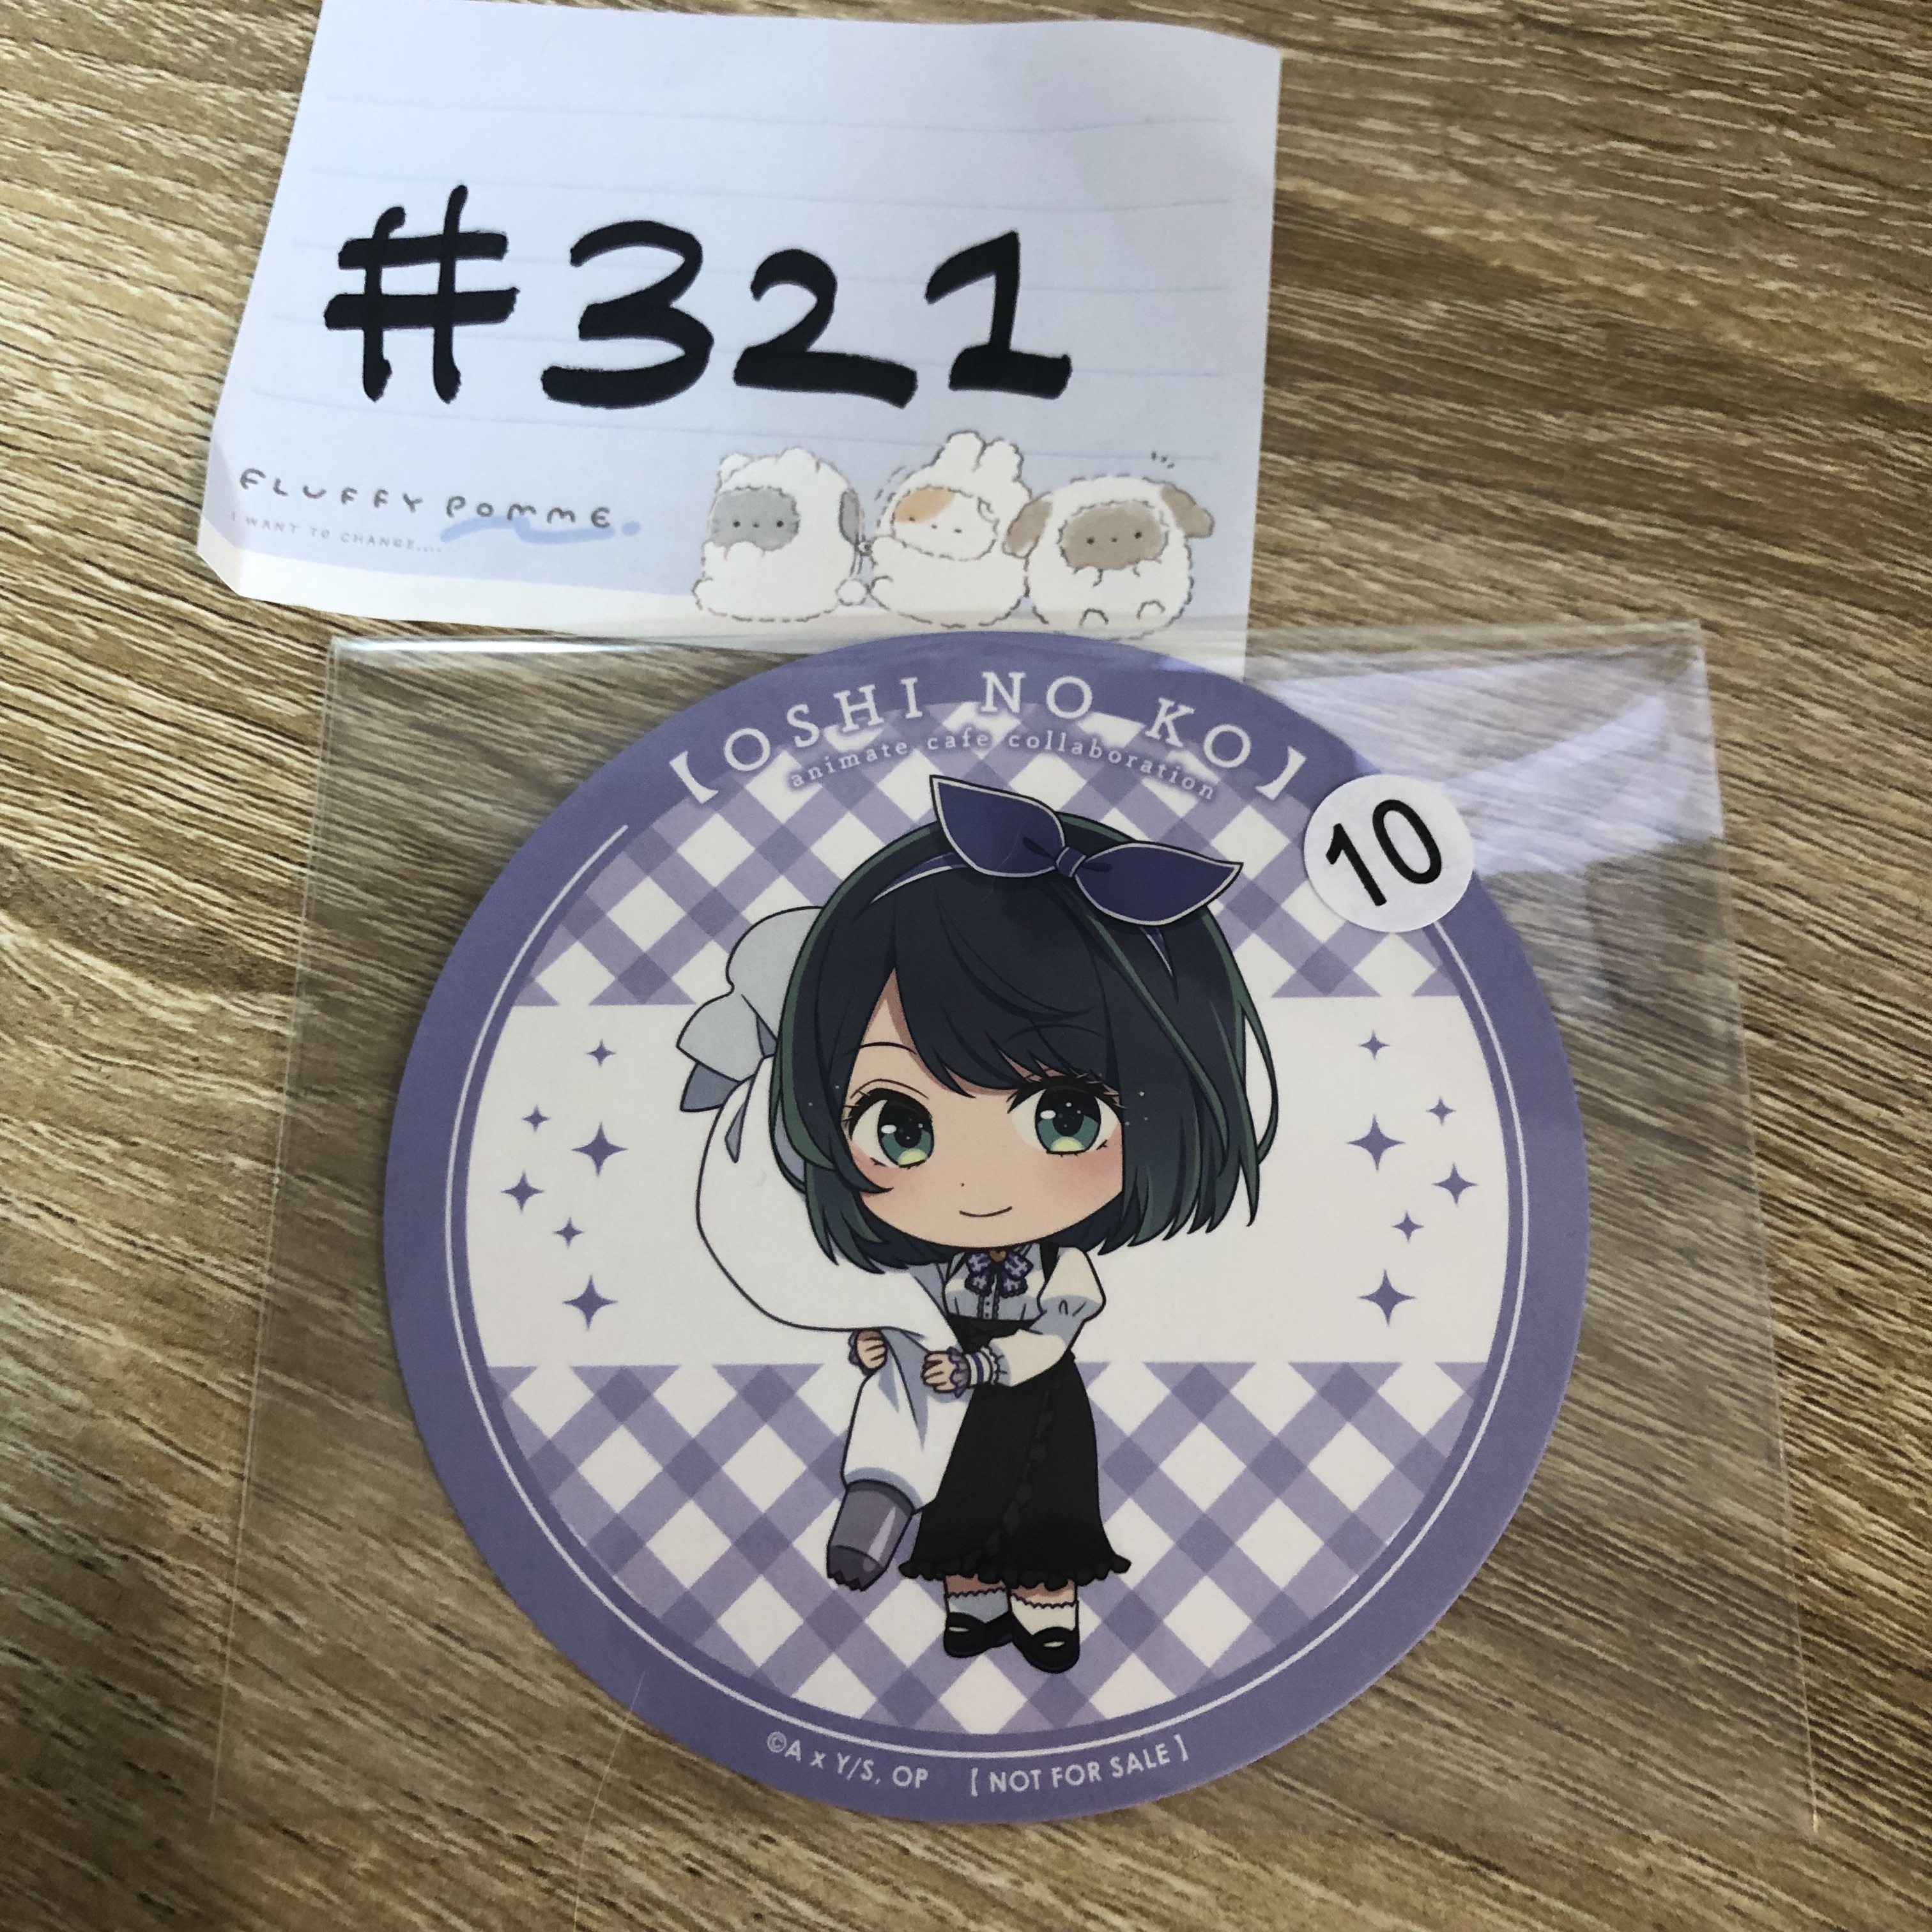 #321
FLUFFY POMME.
I WANT TO CHANGE....
【OSHI NO KO】
animate cafe collaboration
10
©A x Y/S, OP 【NOT FOR SALE】